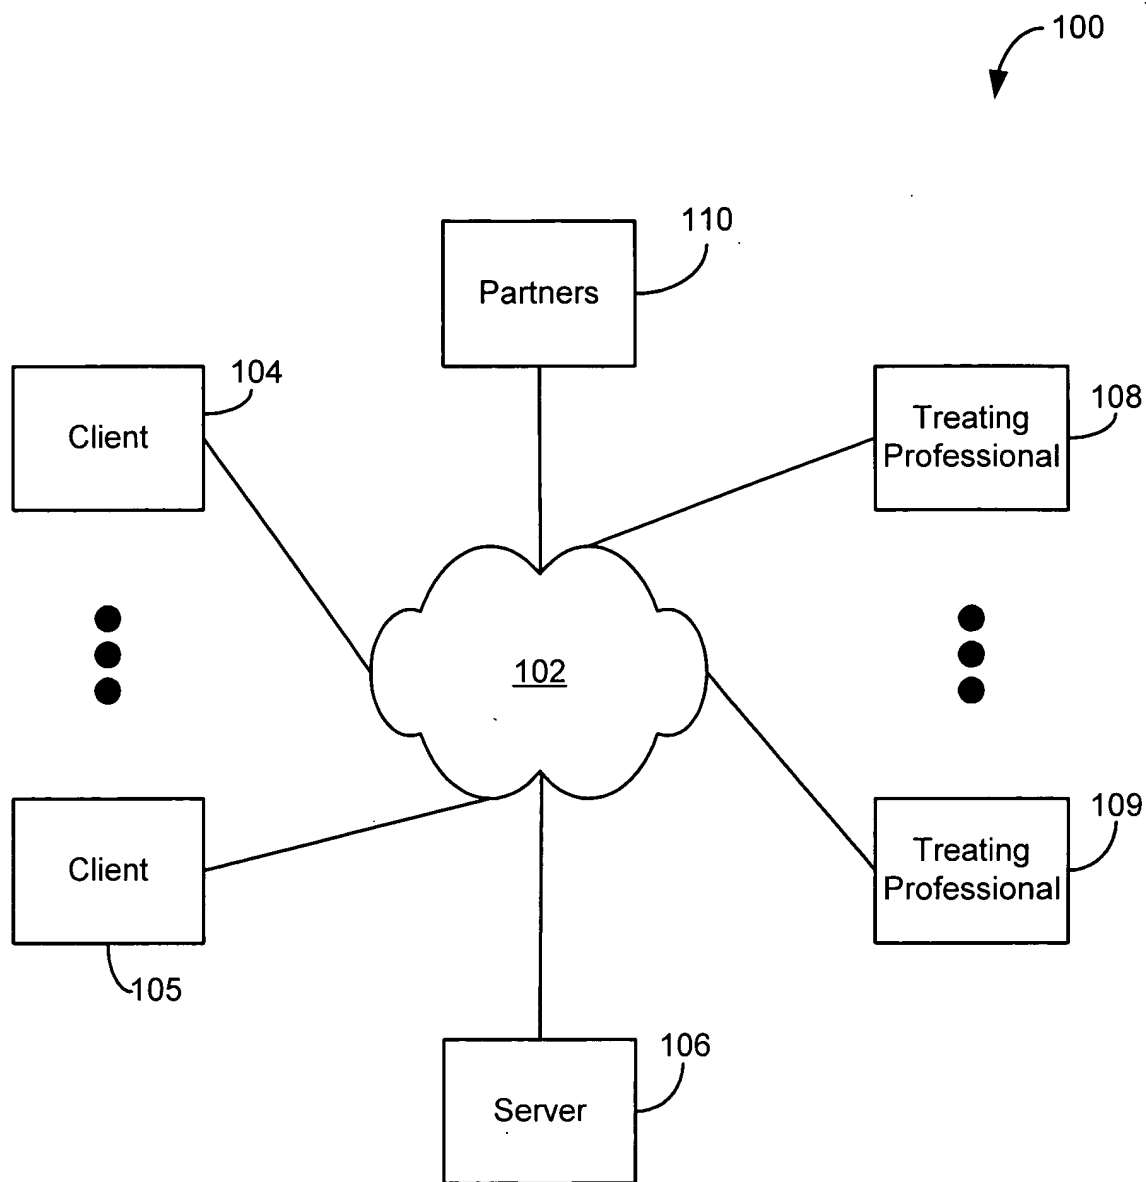 100
110
Partners
104
Client
108
Treating
Professional
102
Client
105
109
Treating
Professional
106
Server